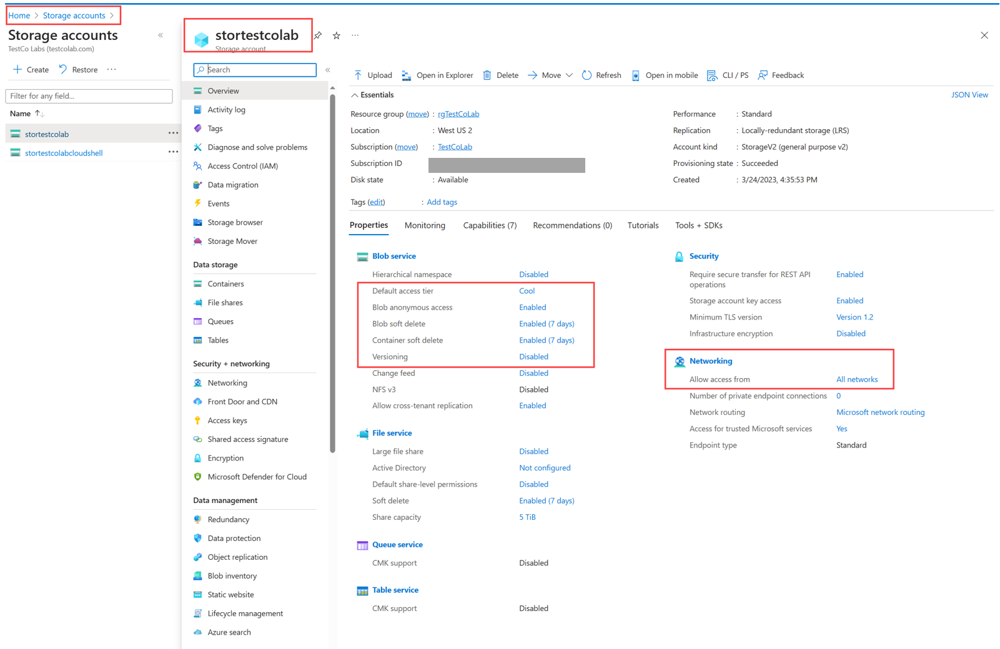 Home > Storage accounts >
Storage accounts
TestCo Labs (testcolab.com)
Create Restore ...
Filter for any field...
Name ↑↓
stortestcolab ...
stortestcolabcloudshell ...
stortestcolab ...
Storage account
Search
Overview
Activity log
Tags
Diagnose and solve problems
Access Control (IAM)
Data migration
Events
Storage browser
Storage Mover
Data storage
Containers
File shares
Queues
Tables
Security + networking
Networking
Front Door and CDN
Access keys
Shared access signature
Encryption
Microsoft Defender for Cloud
Data management
Redundancy
Data protection
Object replication
Blob inventory
Static website
Lifecycle management
Azure search
Upload Open in Explorer Delete Move Refresh Open in mobile CLI / PS Feedback
Essentials JSON View
Resource group (move) : rgTestCoLab
Location : West US 2
Subscription (move) : TestCoLab
Subscription ID
Disk state : Available
Tags (edit) : Add tags
Performance : Standard
Replication : Locally-redundant storage (LRS)
Account kind : StorageV2 (general purpose v2)
Provisioning state : Succeeded
Created : 3/24/2023, 4:35:53 PM
Properties Monitoring Capabilities (7) Recommendations (0) Tutorials Tools + SDKs
Blob service
Hierarchical namespace Disabled
Default access tier Cool
Blob anonymous access Enabled
Blob soft delete Enabled (7 days)
Container soft delete Enabled (7 days)
Versioning Disabled
Change feed Disabled
NFS v3 Disabled
Allow cross-tenant replication Enabled
File service
Large file share Disabled
Active Directory Not configured
Default share-level permissions Disabled
Soft delete Enabled (7 days)
Share capacity 5 TiB
Queue service
CMK support Disabled
Table service
CMK support Disabled
Security
Require secure transfer for REST API Enabled
operations
Storage account key access Enabled
Minimum TLS version Version 1.2
Infrastructure encryption Disabled
Networking
Allow access from All networks
Number of private endpoint connections 0
Network routing Microsoft network routing
Access for trusted Microsoft services Yes
Endpoint type Standard